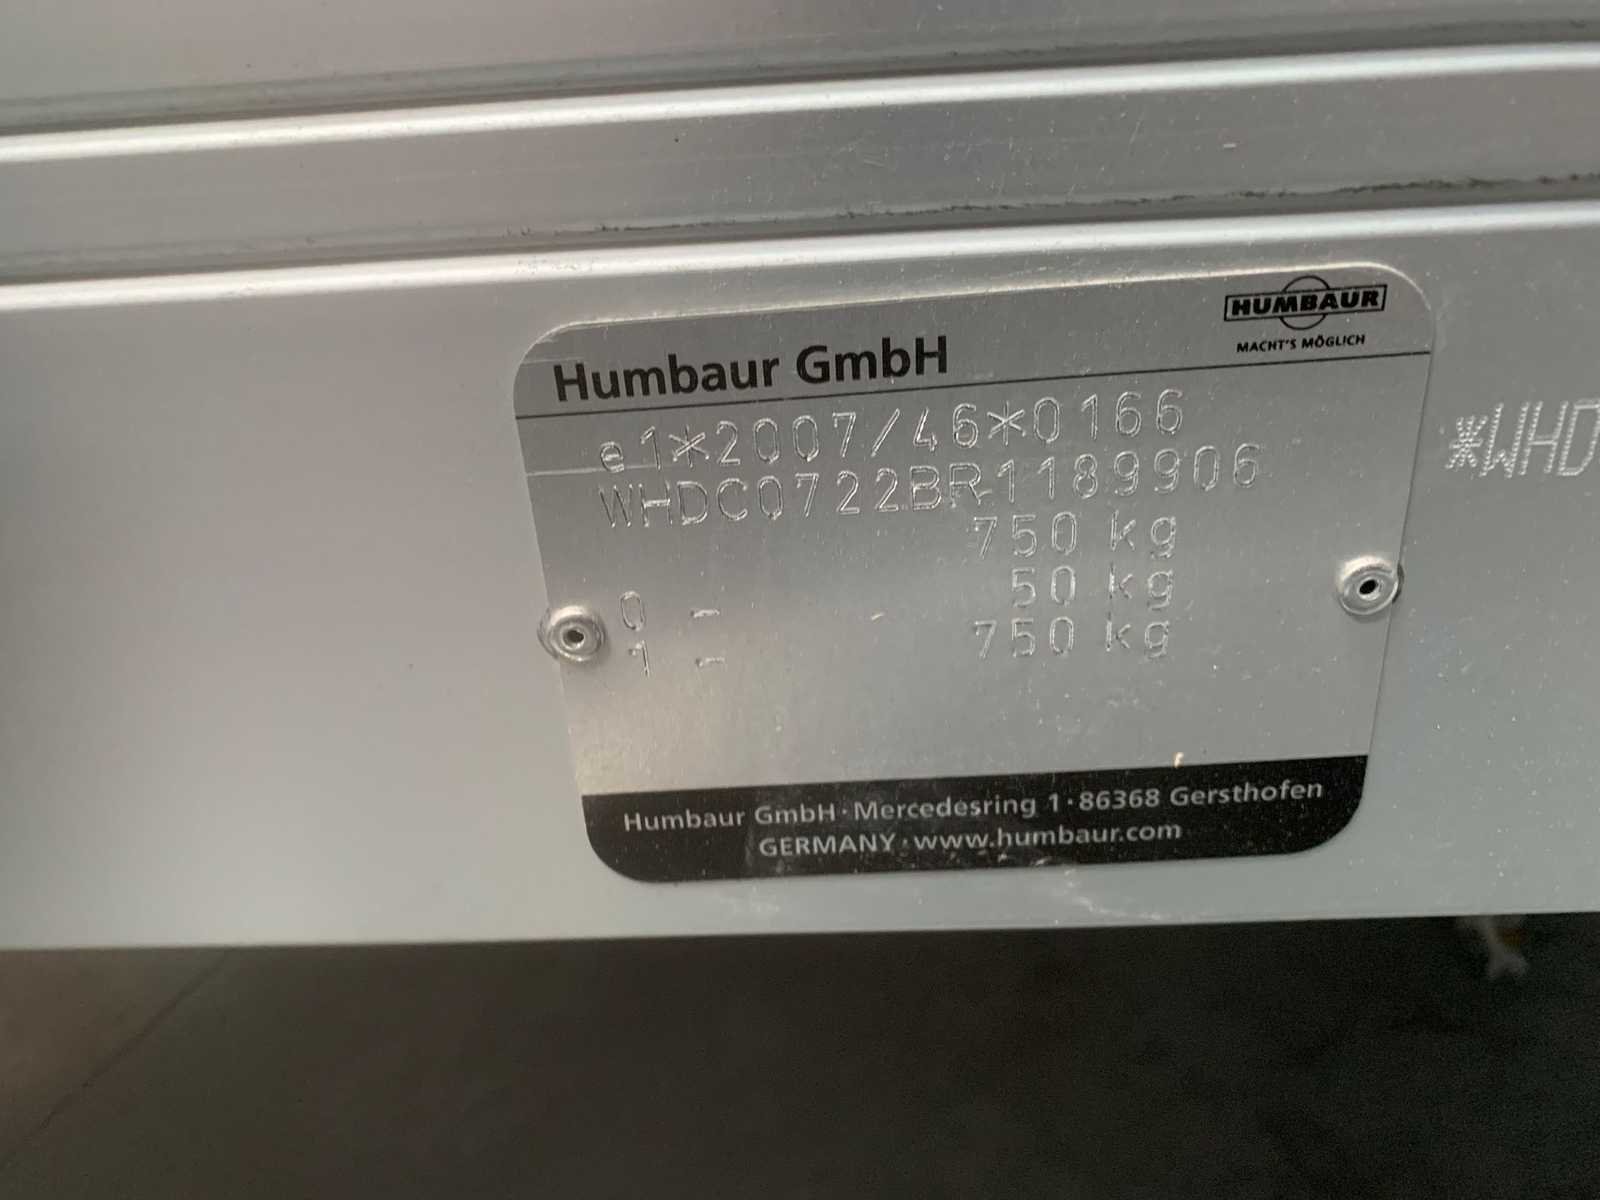 HUMBAUR
MACHT'S MÖGLICH
Humbaur GmbH
e1*2007/46*0166
WHDC0722BR1189906
750 kg
0 - 50 kg
1 - 750 kg
*WHD
Humbaur GmbH · Mercedesring 1 · 86368 Gersthofen
GERMANY · www.humbaur.com